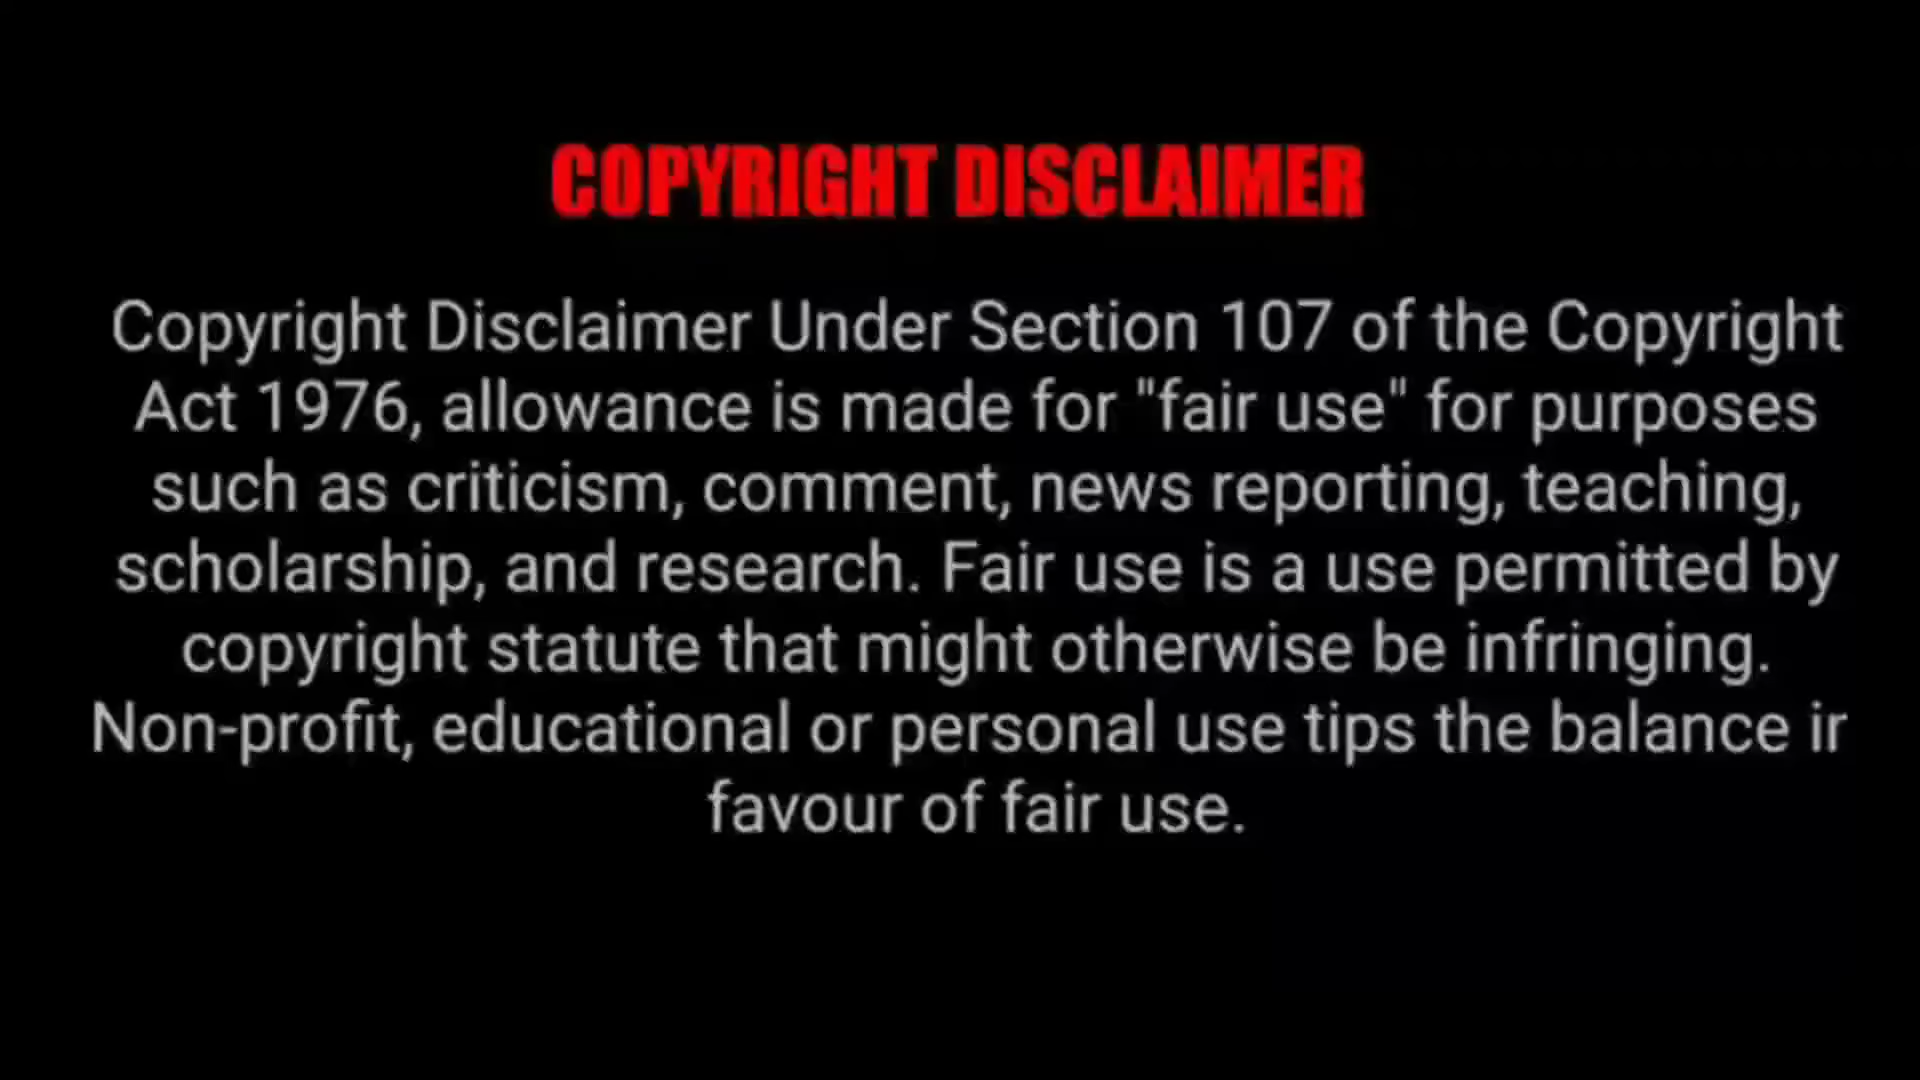 COPYRIGHT DISCLAIMER
Copyright Disclaimer Under Section 107 of the Copyright
Act 1976, allowance is made for "fair use" for purposes
such as criticism, comment, news reporting, teaching,
scholarship, and research. Fair use is a use permitted by
copyright statute that might otherwise be infringing.
Non-profit, educational or personal use tips the balance ir
favour of fair use.